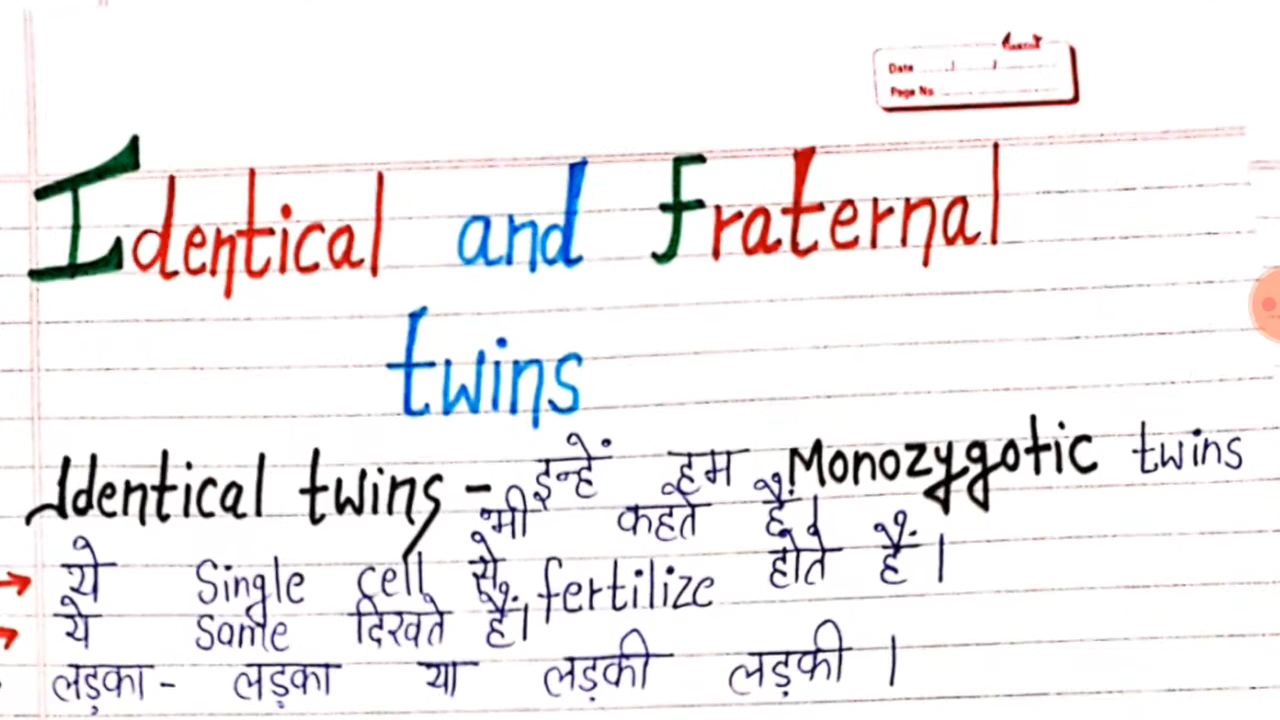 Date
Page No
Identical and Fraternal
twins
Identical twins - इन्हें हम Monozygotic twins
भी कहते हैं।
→ ये Single cell से fertilize होते हैं।
→ ये same दिखते हैं।
लड़का - लड़का या लड़की लड़की।